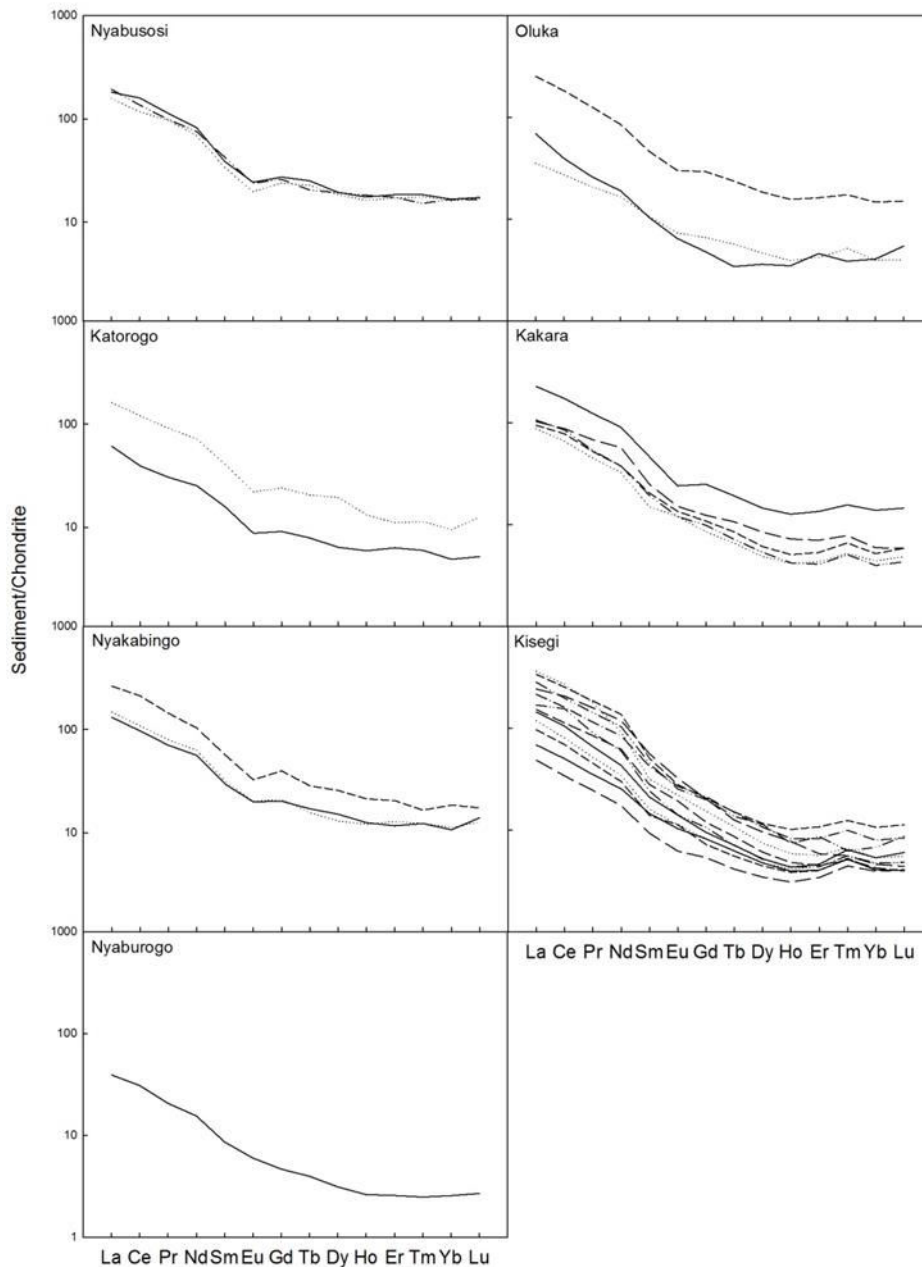 1000
Nyabusosi
Oluka
100
10
1000
Katorogo
Kakara
100
10
Sediment/Chondrite
1000
Nyakabingo
Kisegi
100
10
1000
Nyaburogo
La Ce Pr Nd Sm Eu Gd Tb Dy Ho Er Tm Yb Lu
100
10
1
La Ce Pr Nd Sm Eu Gd Tb Dy Ho Er Tm Yb Lu